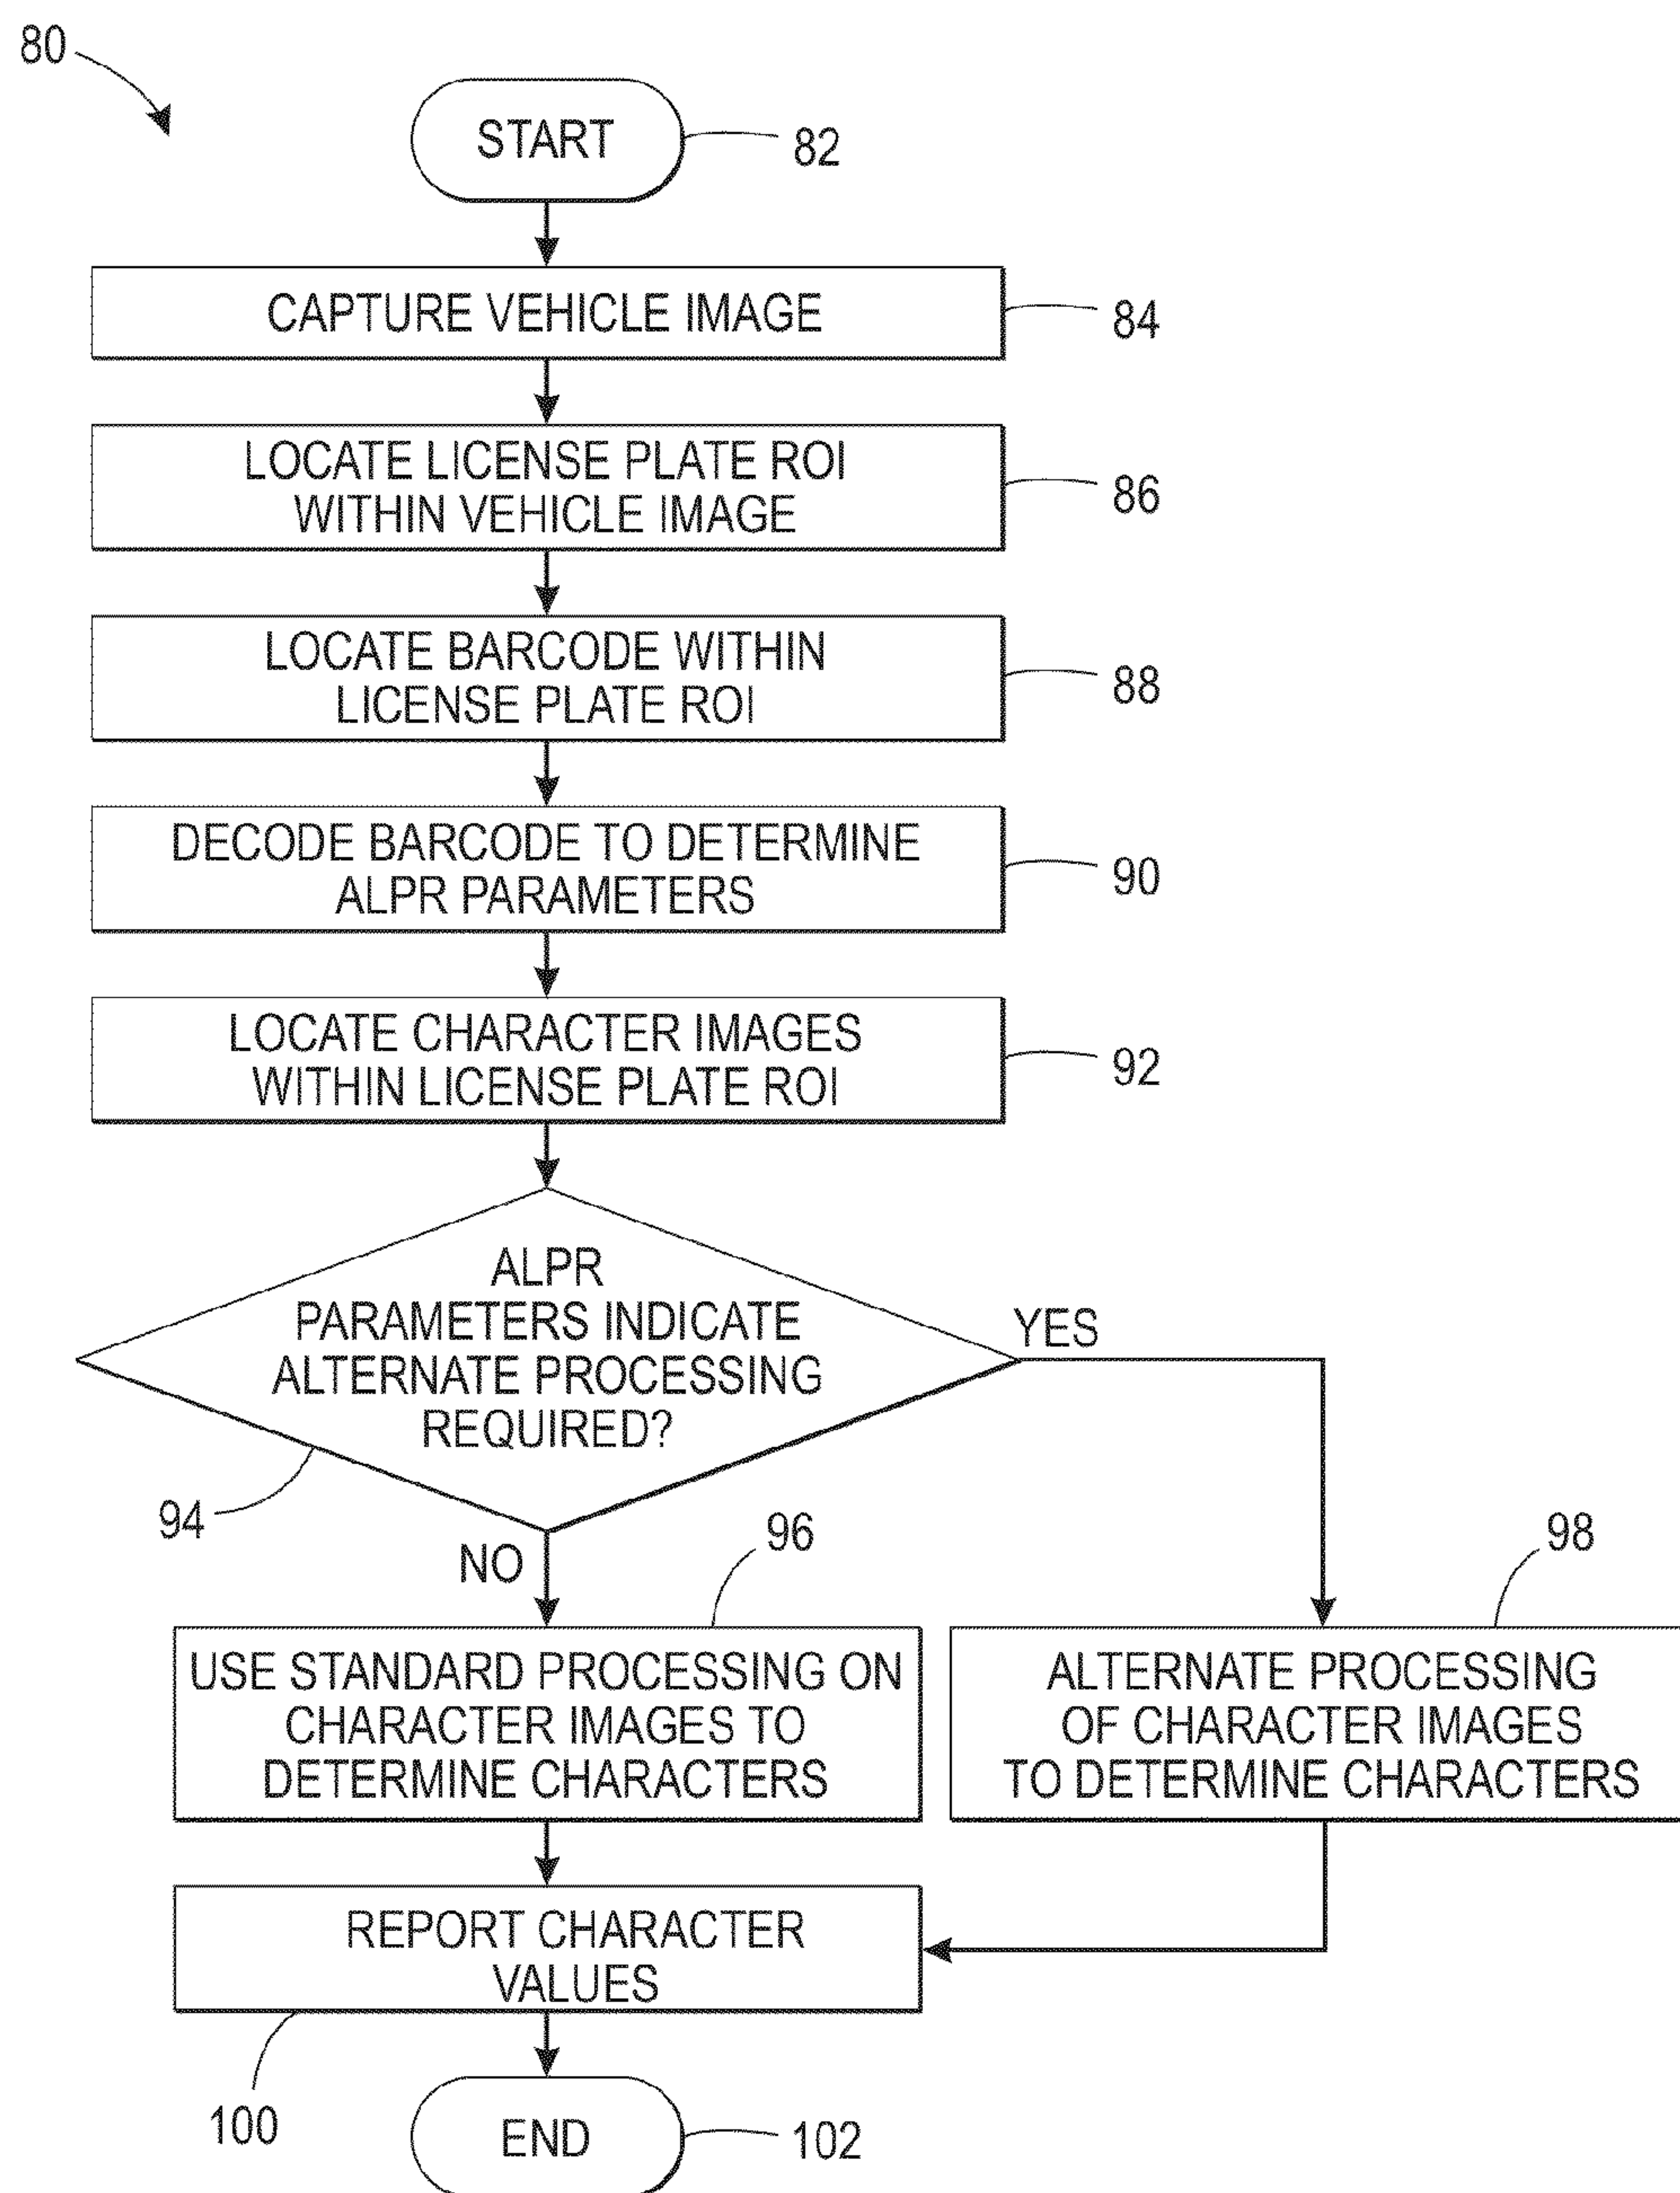 80
START
82
CAPTURE VEHICLE IMAGE
84
LOCATE LICENSE PLATE ROI
WITHIN VEHICLE IMAGE
86
LOCATE BARCODE WITHIN
LICENSE PLATE ROI
88
DECODE BARCODE TO DETERMINE
ALPR PARAMETERS
90
LOCATE CHARACTER IMAGES
WITHIN LICENSE PLATE ROI
92
ALPR
PARAMETERS INDICATE
ALTERNATE PROCESSING
REQUIRED?
YES
94
NO
96
98
USE STANDARD PROCESSING ON
CHARACTER IMAGES TO
DETERMINE CHARACTERS
ALTERNATE PROCESSING
OF CHARACTER IMAGES
TO DETERMINE CHARACTERS
REPORT CHARACTER
VALUES
100
END
102